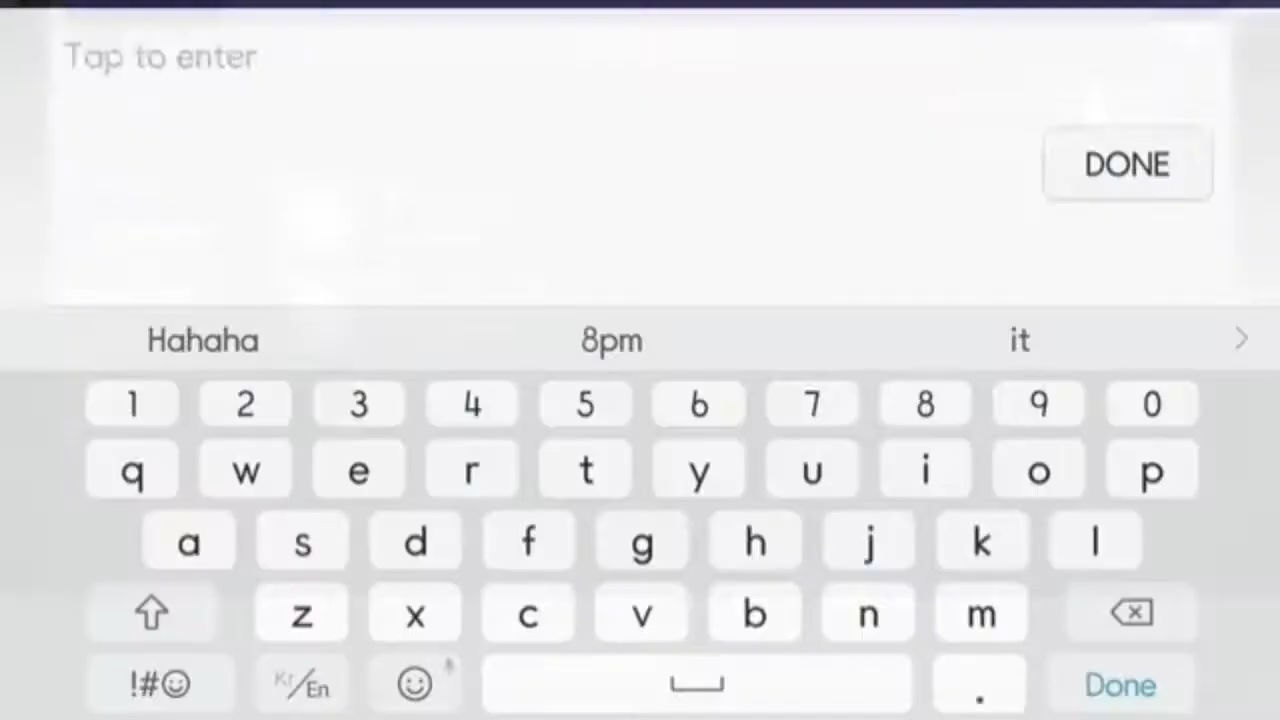 Tap to enter
DONE
Hahaha 8pm it
1 2 3 4 5 6 7 8 9 0
q w e r t y u i o p
a s d f g h j k l
z x c v b n m
!#☺ Kr/En .  Done